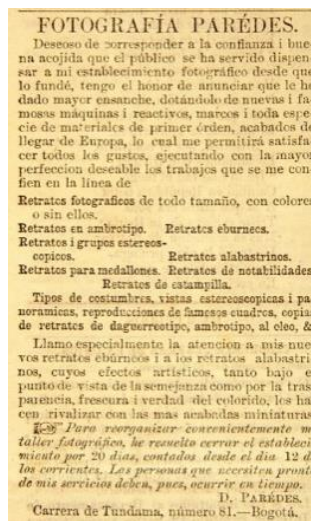 FOTOGRAFÍA PARÉDES.
Deseoso de corresponder a la confianza i bue-
na acojida que el público se ha servido dispen-
sar a mi establecimiento fotográfico desde que
lo fundé, tengo el honor de anunciar que le he
dado mayor ensanche, dotándolo de nuevas i fa-
mosas máquinas i reactivos, marcos i toda espe-
cie de materiales de primer órden, acabados de
llegar de Europa, lo cual me permitirá satisfa-
cer todos los gustos, ejecutando con la mayor
perfeccion deseable los trabajos que se me con-
fien en la línea de
Retratos fotograficos de todo tamaño, con colores
o sin ellos.
Retratos en ambrotipo. Retratos eburneos.
Retratos i grupos estereos-
copicos. Retratos alabastrinos.
Retratos para medallones. Retratos de notabilidades
Retratos de estampilla.
Tipos de costumbres, vistas estereoscopicas i pa-
noramicas, reproducciones de famosos cuadros, copias
de retratos de daguerreotipo, ambrotipo, al oleo, &
Llamo especialmente la atencion a mis nue-
vos retratos ebúrneos i a los retratos alabastri-
nos, cuyos efectos artísticos, tanto bajo el
punto de vista de la semejanza como por la tras-
parencia, frescura i verdad del colorido, los ha-
cen rivalizar con las mas acabadas miniaturas
☞ Para reorganizar convenientemente mi
taller fotográfico, he resuelto cerrar el estableci-
miento por 20 dias, contados desde el dia 12 de
los corrientes. Las personas que necesiten pronto
de mis servicios deben, pues, ocurrir en tiempo.
D. PARÉDES.
Carrera de Tundama, número 81.—Bogotá.